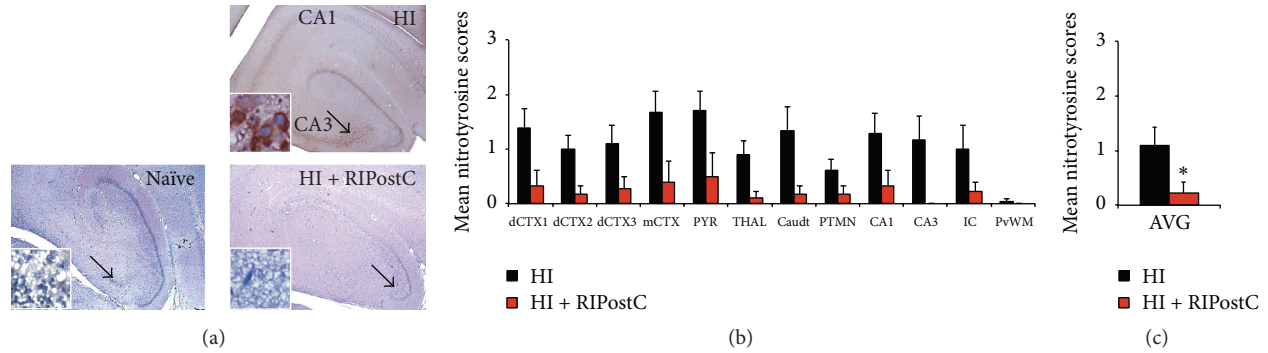 CA1 HI
CA3
Naïve
HI + RIPostC
(a)
Mean nitrotyrosine scores
3
2
1
0
dCTX1 dCTX2 dCTX3 mCTX PYR THAL Caudt PTMN CA1 CA3 IC PvWM
HI
HI + RIPostC
(b)
Mean nitrotyrosine scores
3
2
1
0
*
AVG
HI
HI + RIPostC
(c)